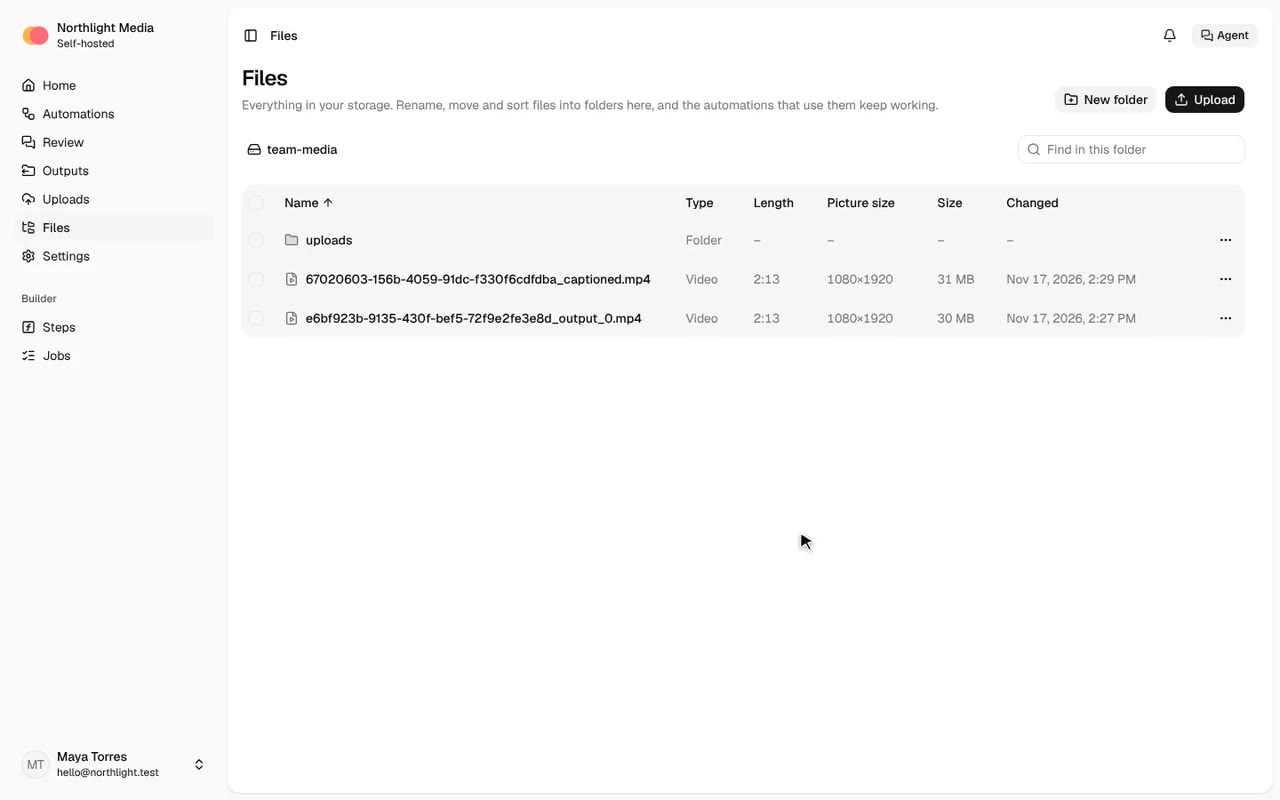 Northlight Media
Self-hosted
Home
Automations
Review
Outputs
Uploads
Files
Settings
Builder
Steps
Jobs
MT
Maya Torres
hello@northlight.test
Files
Agent
Files
Everything in your storage. Rename, move and sort files into folders here, and the automations that use them keep working.
New folder
Upload
team-media
Find in this folder
Name Type Length Picture size Size Changed
uploads Folder – – – –
67020603-156b-4059-91dc-f330f6cdfdba_captioned.mp4 Video 2:13 1080×1920 31 MB Nov 17, 2026, 2:29 PM
e6bf923b-9135-430f-bef5-72f9e2fe3e8d_output_0.mp4 Video 2:13 1080×1920 30 MB Nov 17, 2026, 2:27 PM